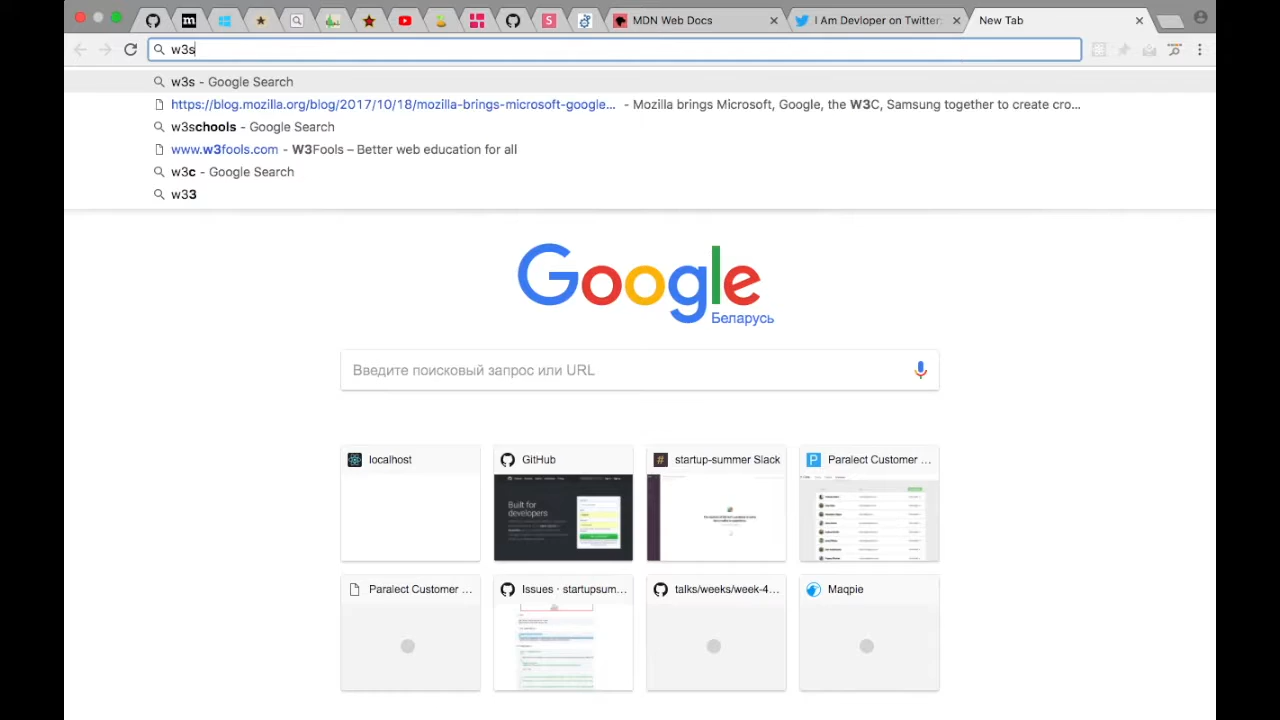 MDN Web Docs
I Am Devloper on Twitter:
New Tab
w3s
w3s - Google Search
https://blog.mozilla.org/blog/2017/10/18/mozilla-brings-microsoft-google... - Mozilla brings Microsoft, Google, the W3C, Samsung together to create cro...
w3schools - Google Search
www.w3fools.com - W3Fools – Better web education for all
w3c - Google Search
w33
Google
Беларусь
Введите поисковый запрос или URL
localhost
GitHub
startup-summer Slack
Paralect Customer ...
Built for
developers
Paralect Customer ...
Issues · startupsum...
talks/weeks/week-4...
Maqpie